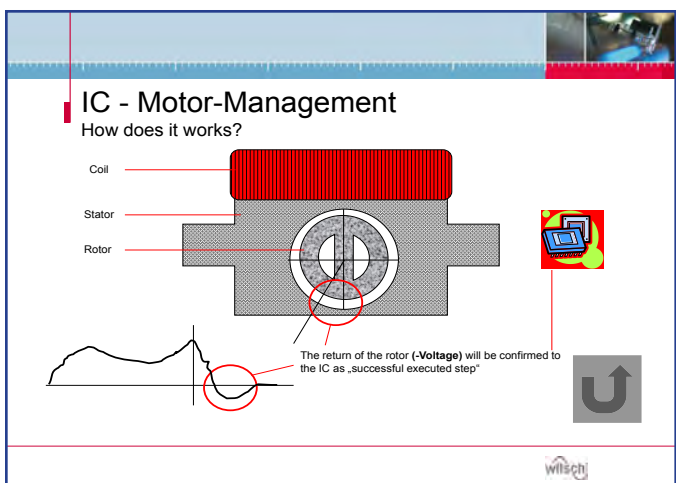 IC - Motor-Management
How does it works?
Coil
Stator
Rotor
The return of the rotor (-Voltage) will be confirmed to
the IC as „successful executed step“
witschi